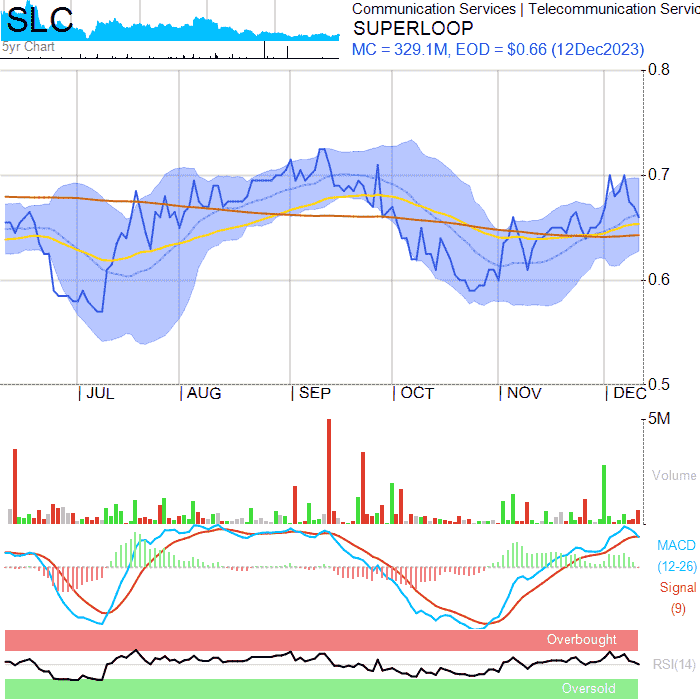 SLC
5yr Chart
Communication Services | Telecommunication Servic
SUPERLOOP
MC = 329.1M, EOD = $0.66 (12Dec2023)
0.8
0.7
0.6
0.5
JUL AUG SEP OCT NOV DEC
5M
Volume
MACD
(12-26)
Signal
(9)
Overbought
RSI(14)
Oversold